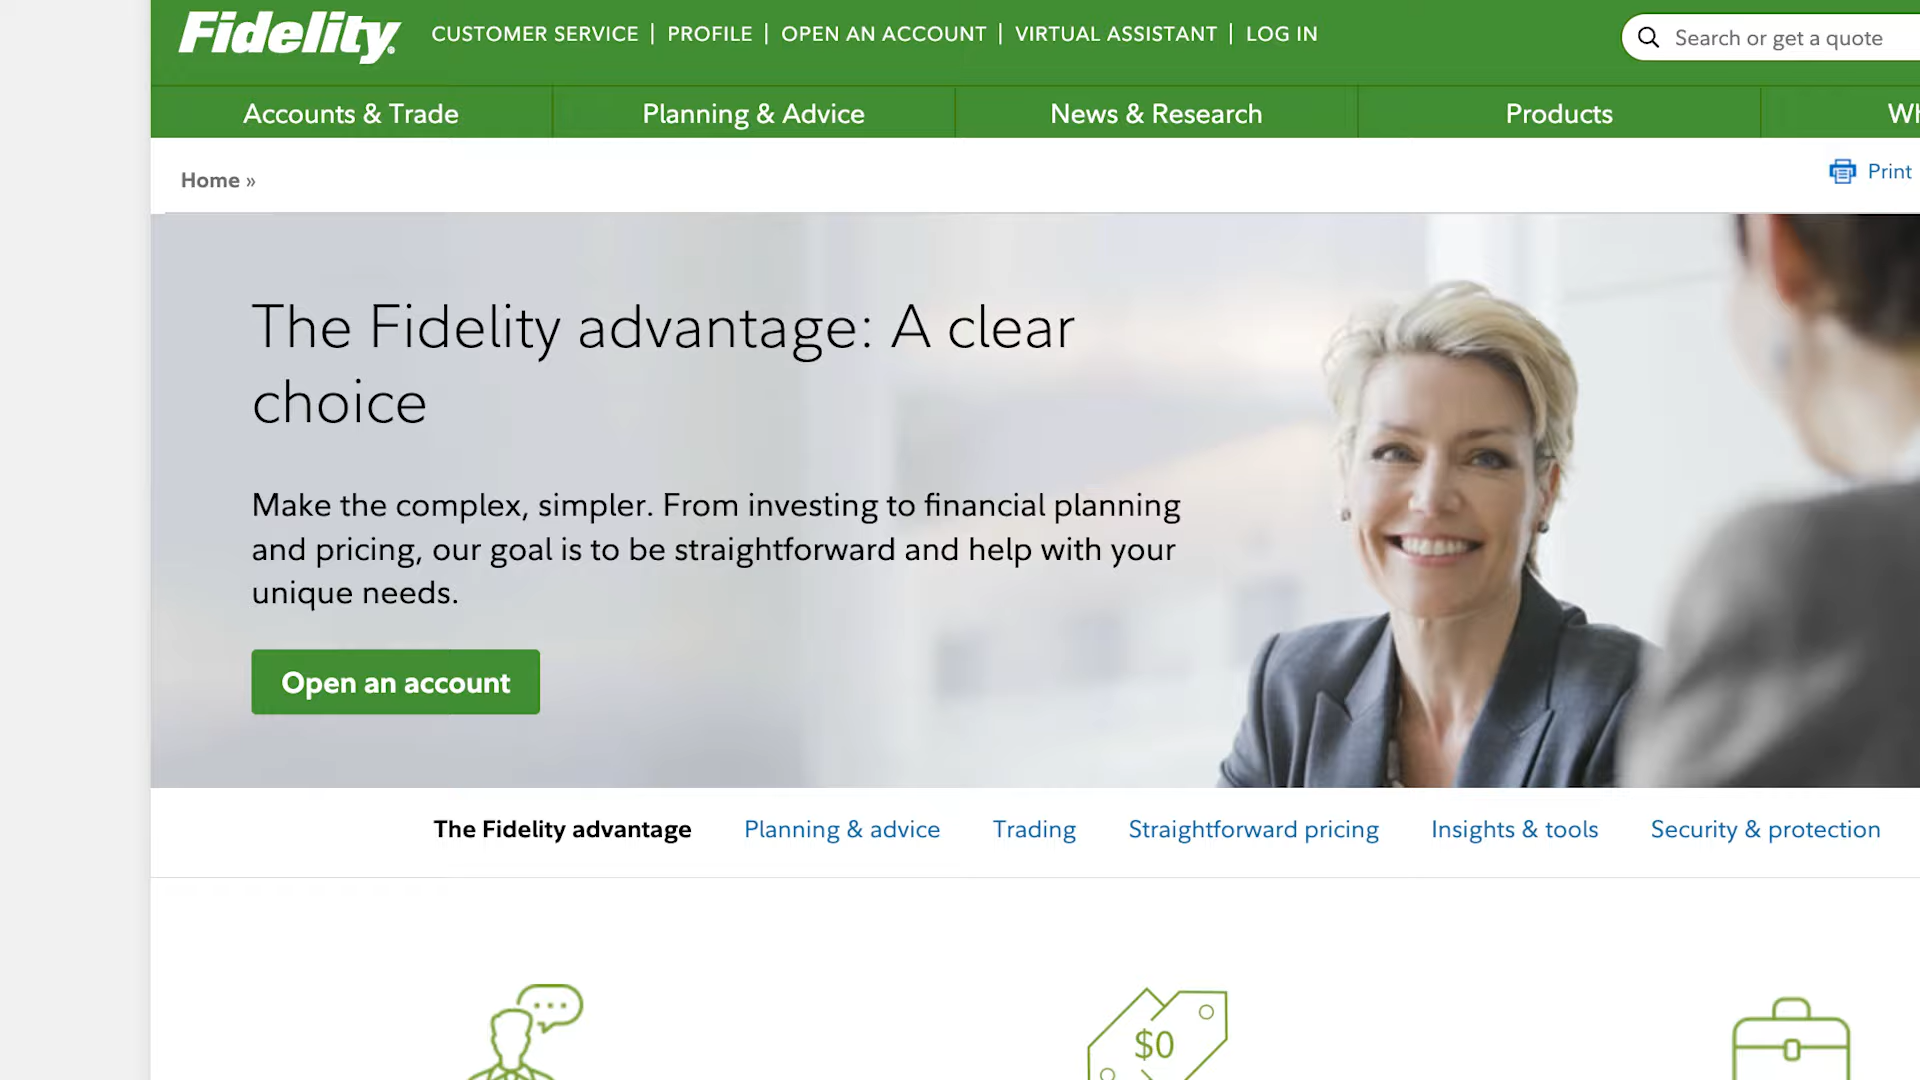 Fidelity
CUSTOMER SERVICE | PROFILE | OPEN AN ACCOUNT | VIRTUAL ASSISTANT | LOG IN
Search or get a quote
Accounts & Trade
Planning & Advice
News & Research
Products
Home »
Print
The Fidelity advantage: A clear
choice
Make the complex, simpler. From investing to financial planning
and pricing, our goal is to be straightforward and help with your
unique needs.
Open an account
The Fidelity advantage
Planning & advice
Trading
Straightforward pricing
Insights & tools
Security & protection
$0